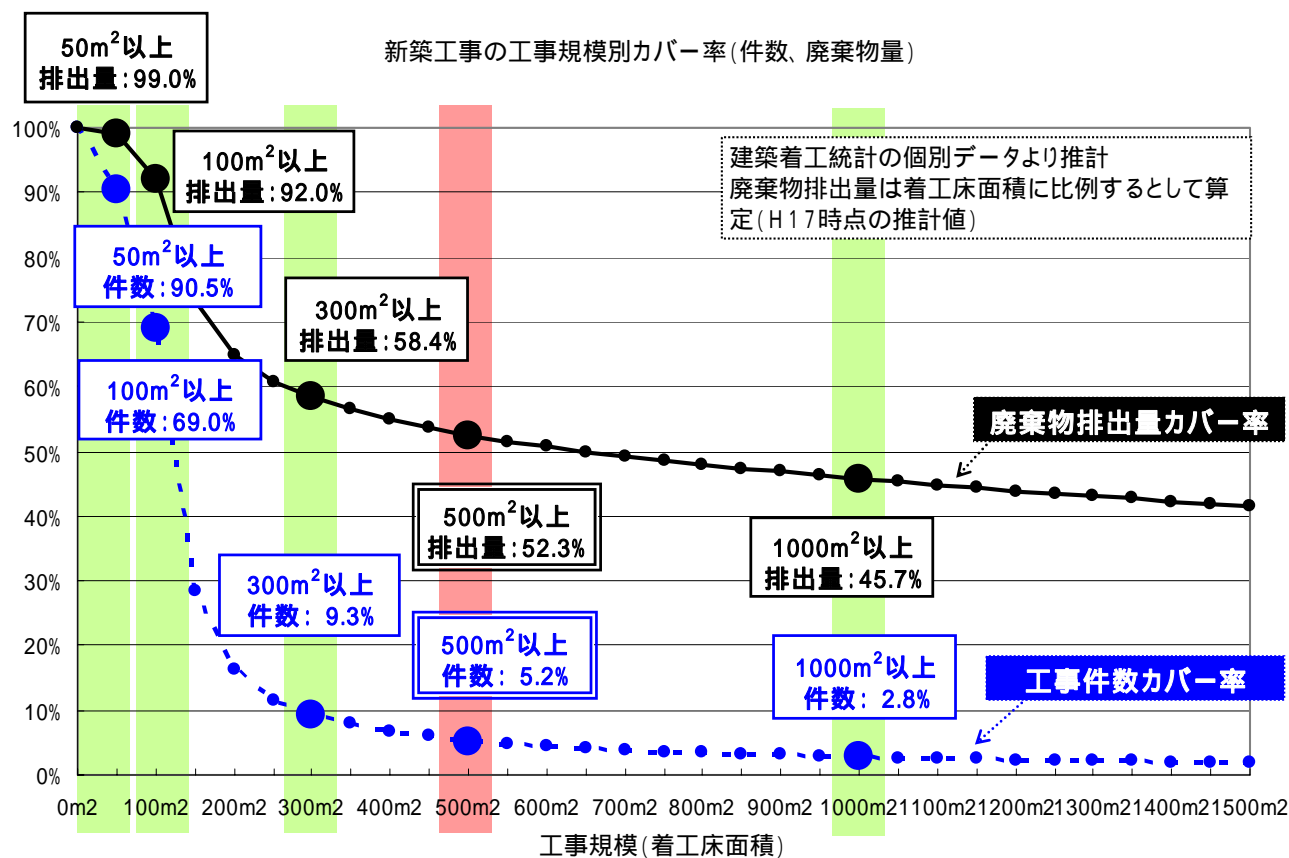 新築工事の工事規模別カバー率(件数、廃棄物量)
50m²以上
排出量:99.0%
100m²以上
排出量:92.0%
建築着工統計の個別データより推計
廃棄物排出量は着工床面積に比例するとして算
定(H17時点の推計値)
50m²以上
件数:90.5%
300m²以上
排出量:58.4%
100m²以上
件数:69.0%
廃棄物排出量カバー率
500m²以上
排出量:52.3%
1000m²以上
排出量:45.7%
300m²以上
件数: 9.3%
500m²以上
件数: 5.2%
1000m²以上
件数: 2.8%
工事件数カバー率
100%
90%
80%
70%
60%
50%
40%
30%
20%
10%
0%
0m2 100m2 200m2 300m2 400m2 500m2 600m2 700m2 800m2 900m2 1000m2 1100m2 1200m2 1300m2 1400m2 1500m2
工事規模(着工床面積)